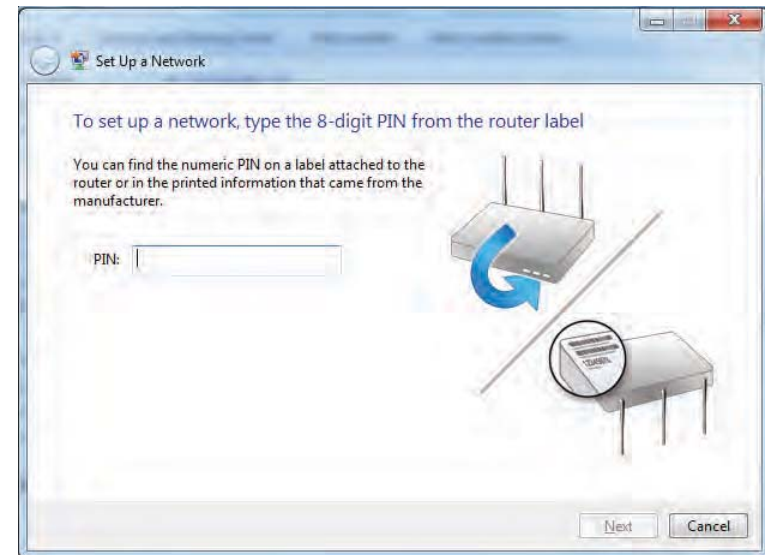 Set Up a Network
To set up a network, type the 8-digit PIN from the router label
You can find the numeric PIN on a label attached to the
router or in the printed information that came from the
manufacturer.
PIN:
Next
Cancel